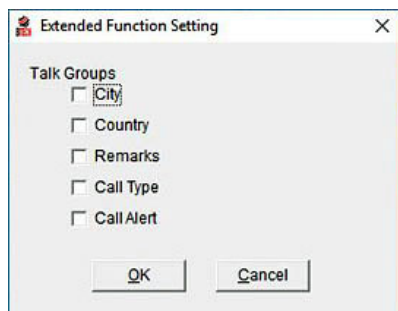 Extended Function Setting
Talk Groups
City
Country
Remarks
Call Type
Call Alert
OK Cancel